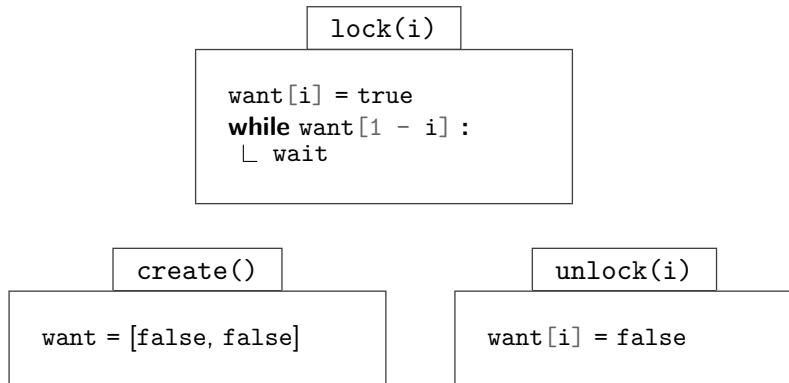 lock(i)
want[i] = true
while want[1 - i] :
wait
create()
want = [false, false]
unlock(i)
want[i] = false